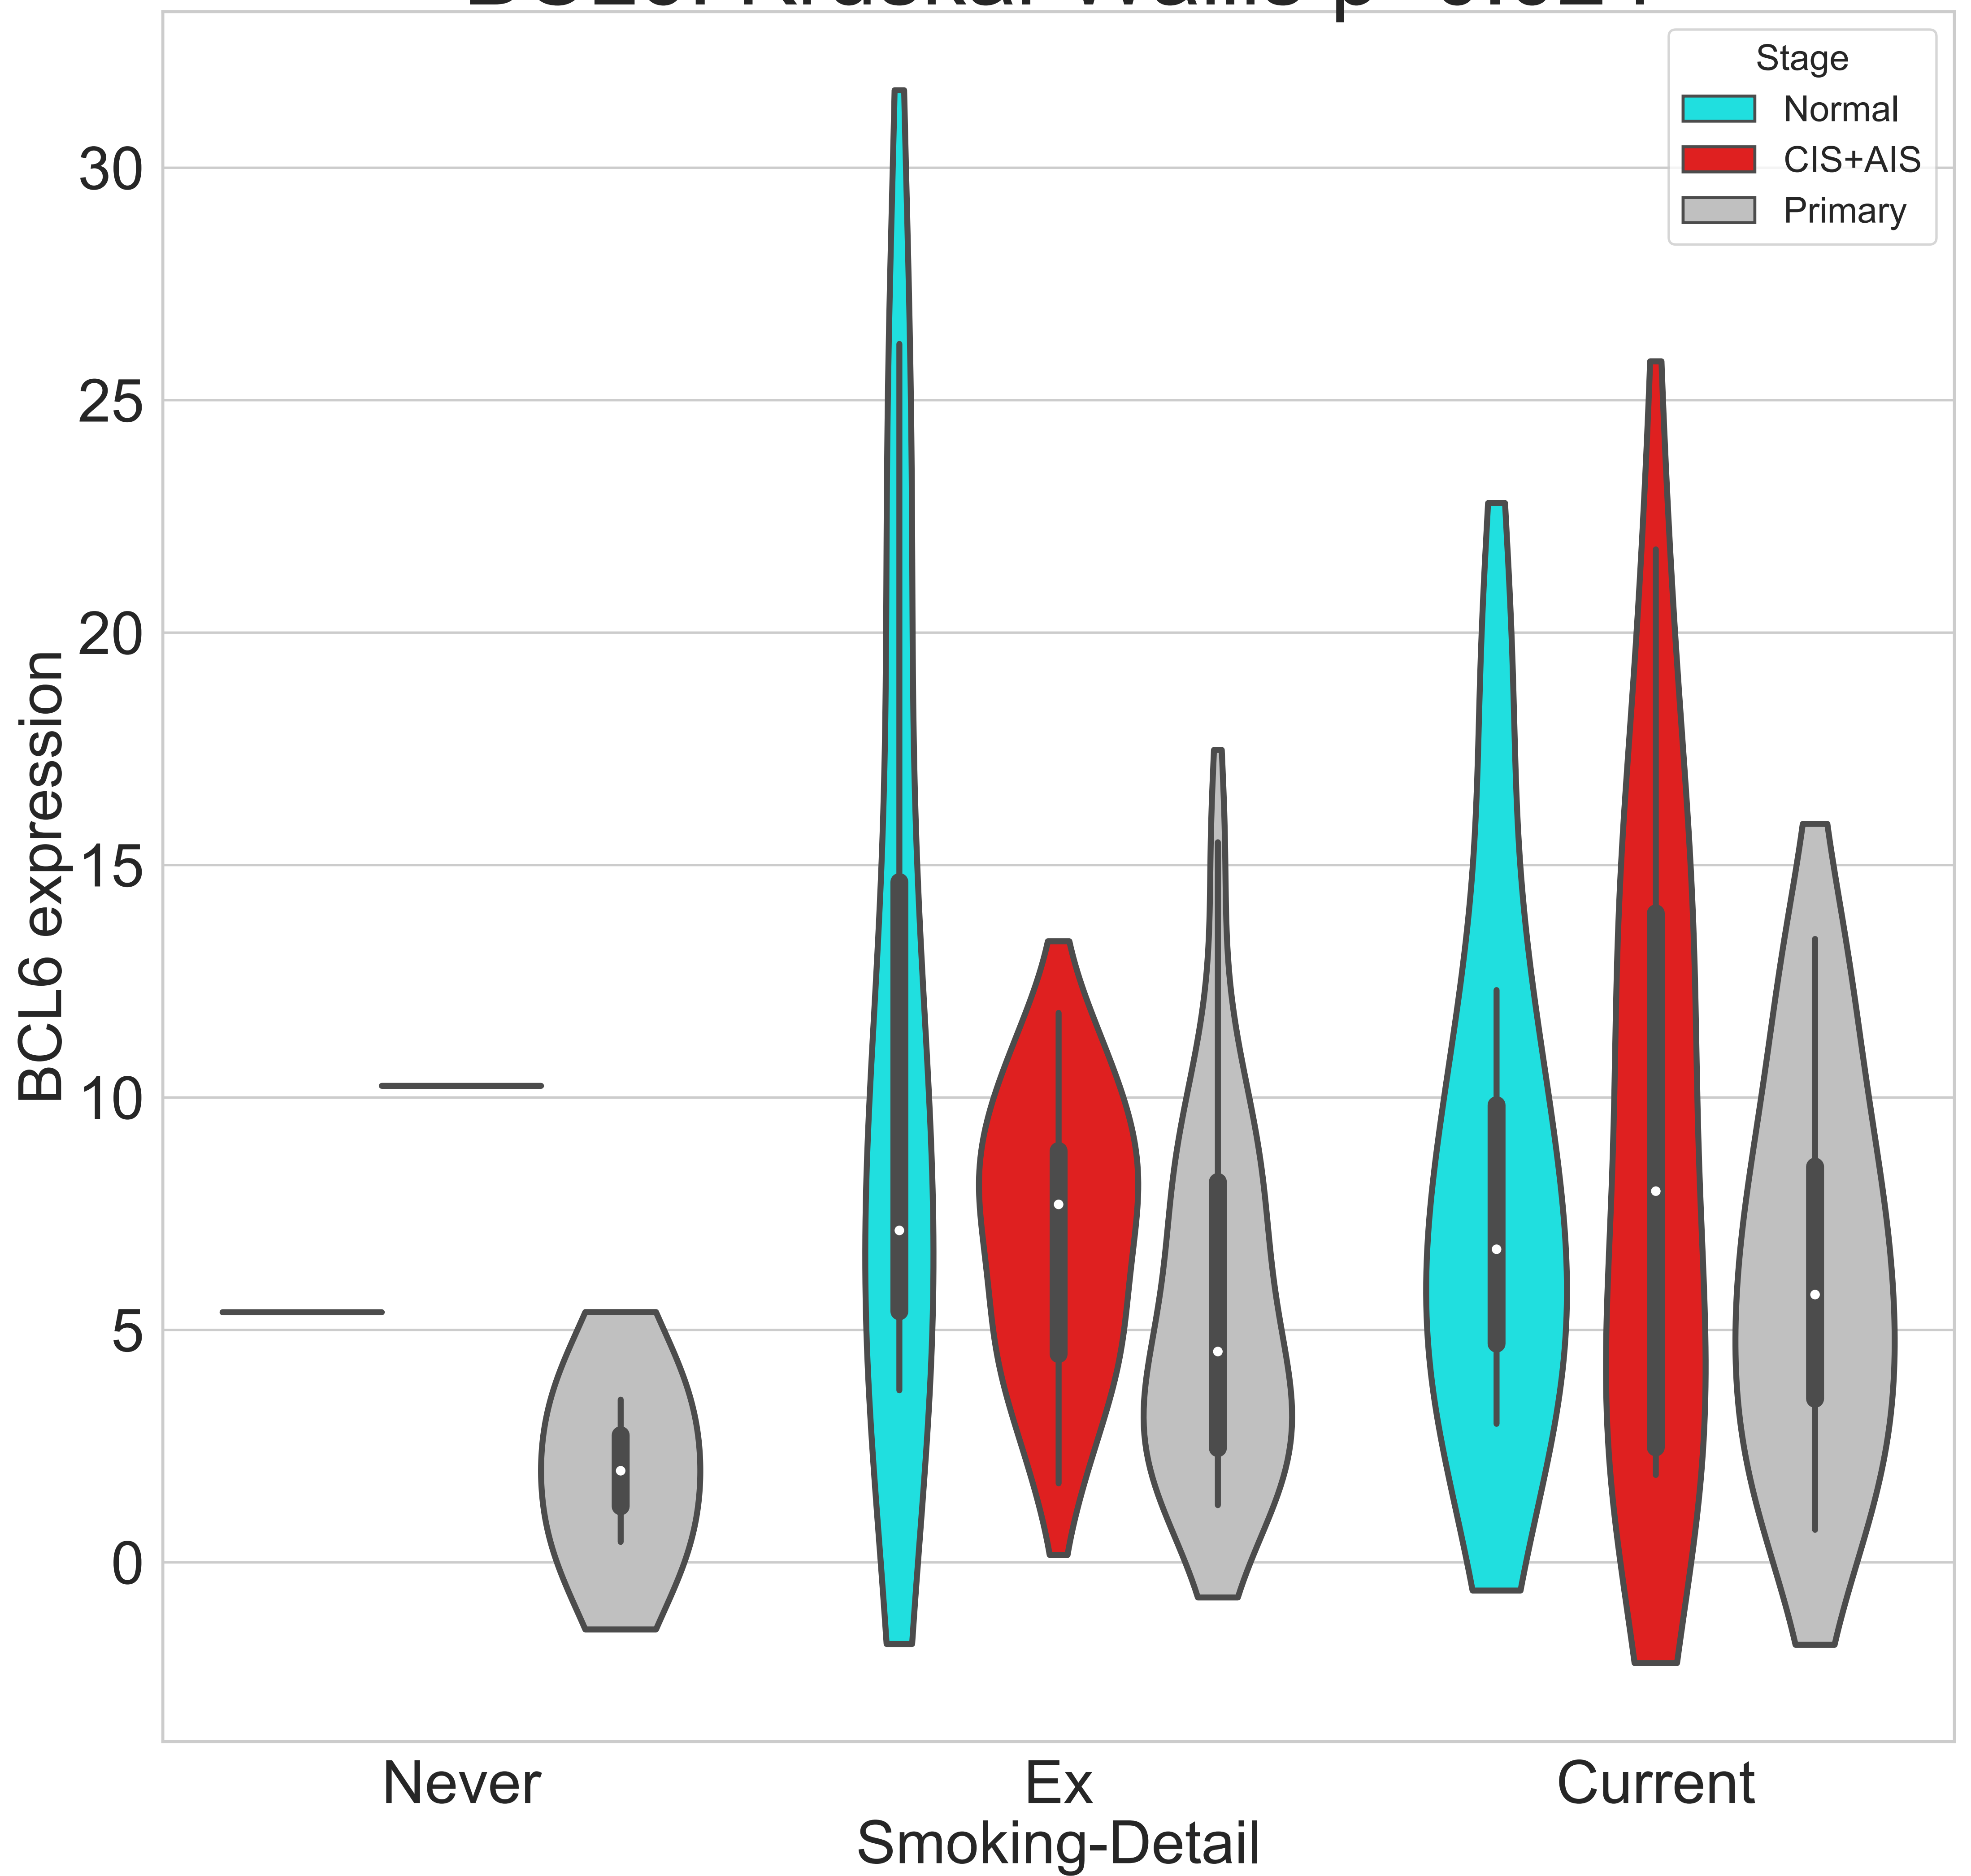 Stage
Normal
CIS+AIS
Primary
30
25
20
15
10
5
0
BCL6 expression
Never
Ex
Current
Smoking-Detail